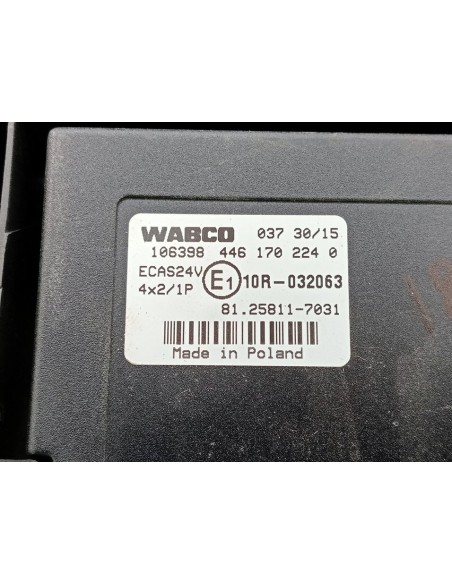 WABCO 037 30/15
106398 446 170 224 0
ECAS24V E1 10R-032063
4x2/1P
81.25811-7031
Made in Poland